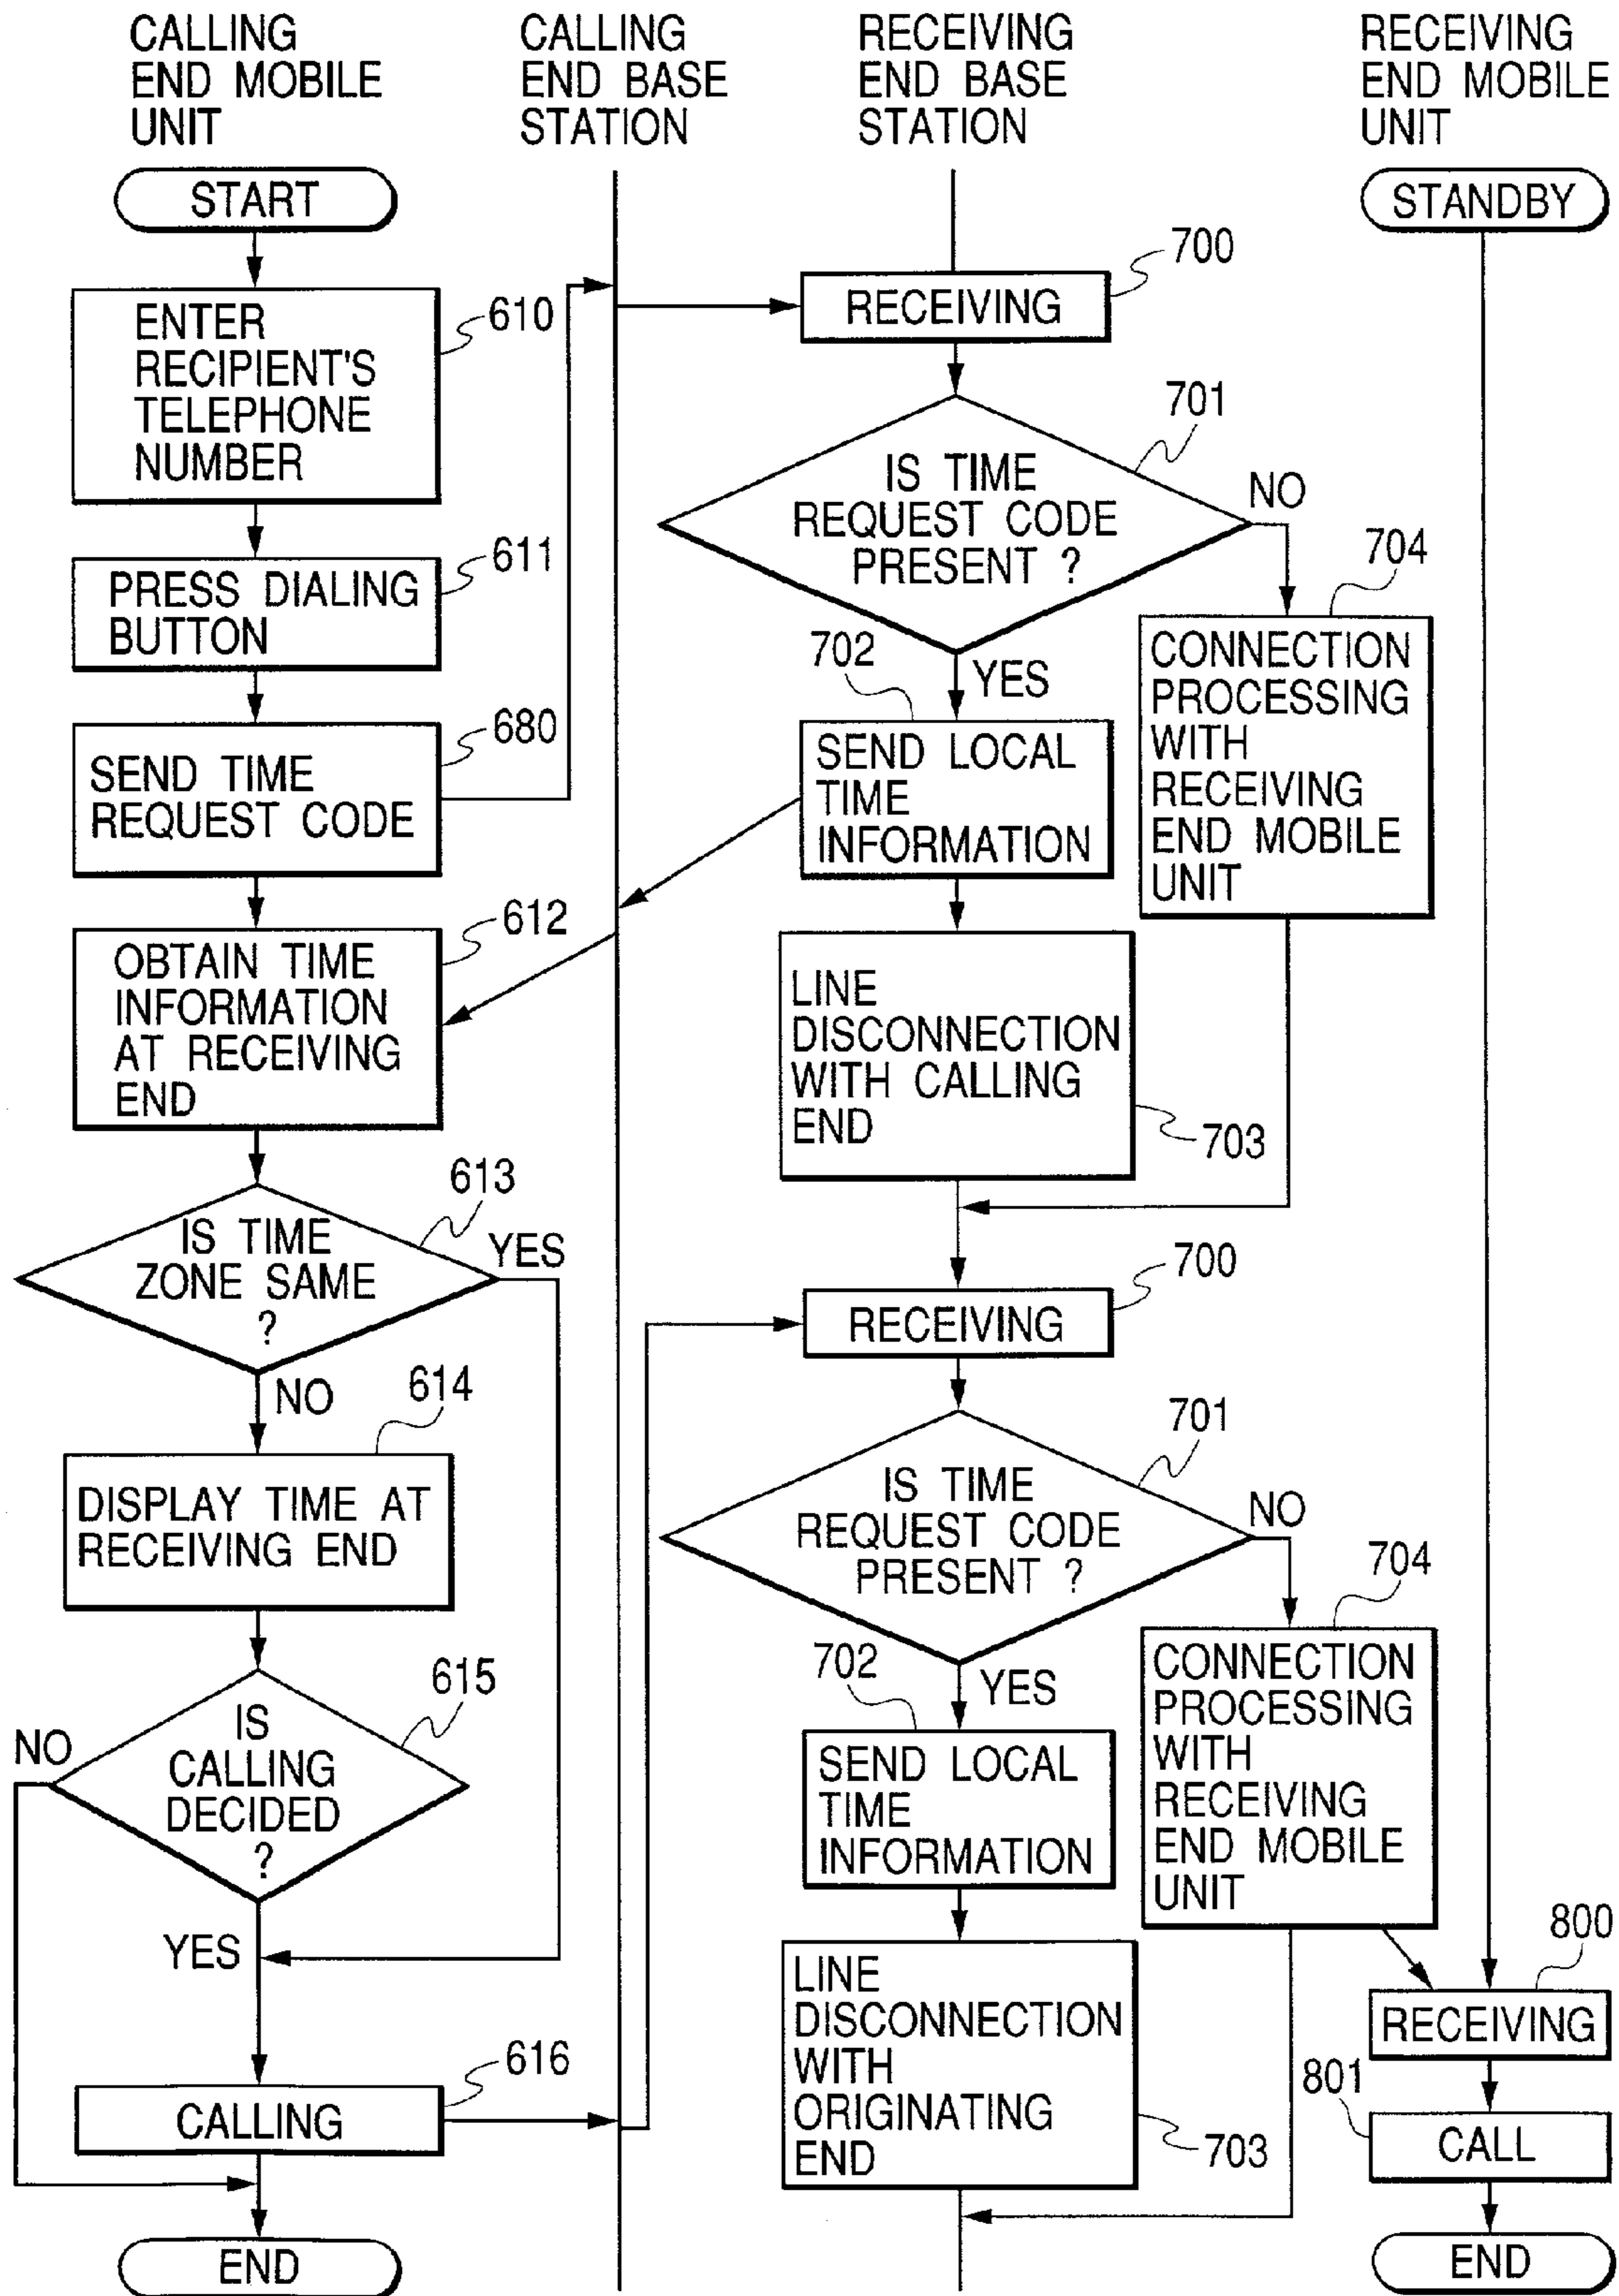 CALLING
END MOBILE
UNIT
CALLING
END BASE
STATION
RECEIVING
END BASE
STATION
RECEIVING
END MOBILE
UNIT
START
ENTER
RECIPIENT'S
TELEPHONE
NUMBER
610
PRESS DIALING
BUTTON
611
SEND TIME
REQUEST CODE
680
OBTAIN TIME
INFORMATION
AT RECEIVING
END
612
IS TIME
ZONE SAME
?
613
YES
NO
614
DISPLAY TIME AT
RECEIVING END
IS
CALLING
DECIDED
?
615
NO
YES
CALLING
616
END
RECEIVING
700
IS TIME
REQUEST CODE
PRESENT ?
701
NO
YES
702
SEND LOCAL
TIME
INFORMATION
704
CONNECTION
PROCESSING
WITH
RECEIVING
END MOBILE
UNIT
LINE
DISCONNECTION
WITH CALLING
END
703
RECEIVING
700
IS TIME
REQUEST CODE
PRESENT ?
701
NO
YES
702
SEND LOCAL
TIME
INFORMATION
704
CONNECTION
PROCESSING
WITH
RECEIVING
END MOBILE
UNIT
LINE
DISCONNECTION
WITH
ORIGINATING
END
703
STANDBY
800
RECEIVING
801
CALL
END